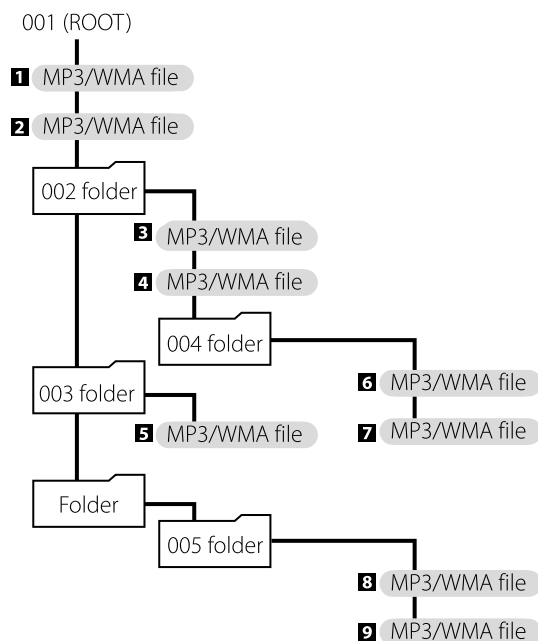 001 (ROOT)
1 MP3/WMA file
2 MP3/WMA file
002 folder
3 MP3/WMA file
4 MP3/WMA file
004 folder
6 MP3/WMA file
003 folder
5 MP3/WMA file
7 MP3/WMA file
Folder
005 folder
8 MP3/WMA file
9 MP3/WMA file